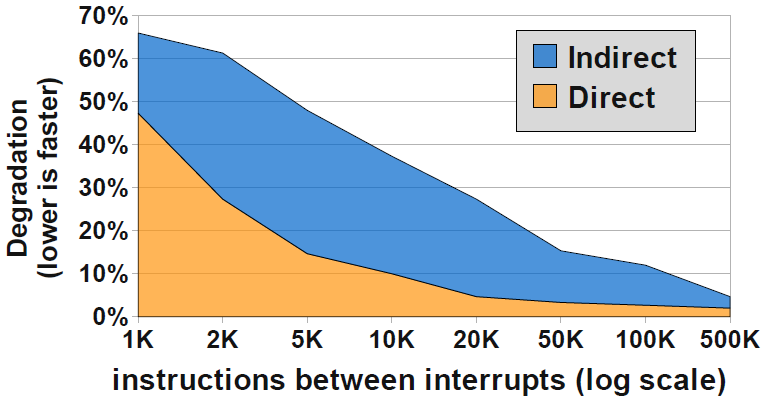 70%
60%
50%
40%
30%
20%
10%
0%
Degradation
(lower is faster)
Indirect
Direct
1K 2K 5K 10K 20K 50K 100K 500K
instructions between interrupts (log scale)